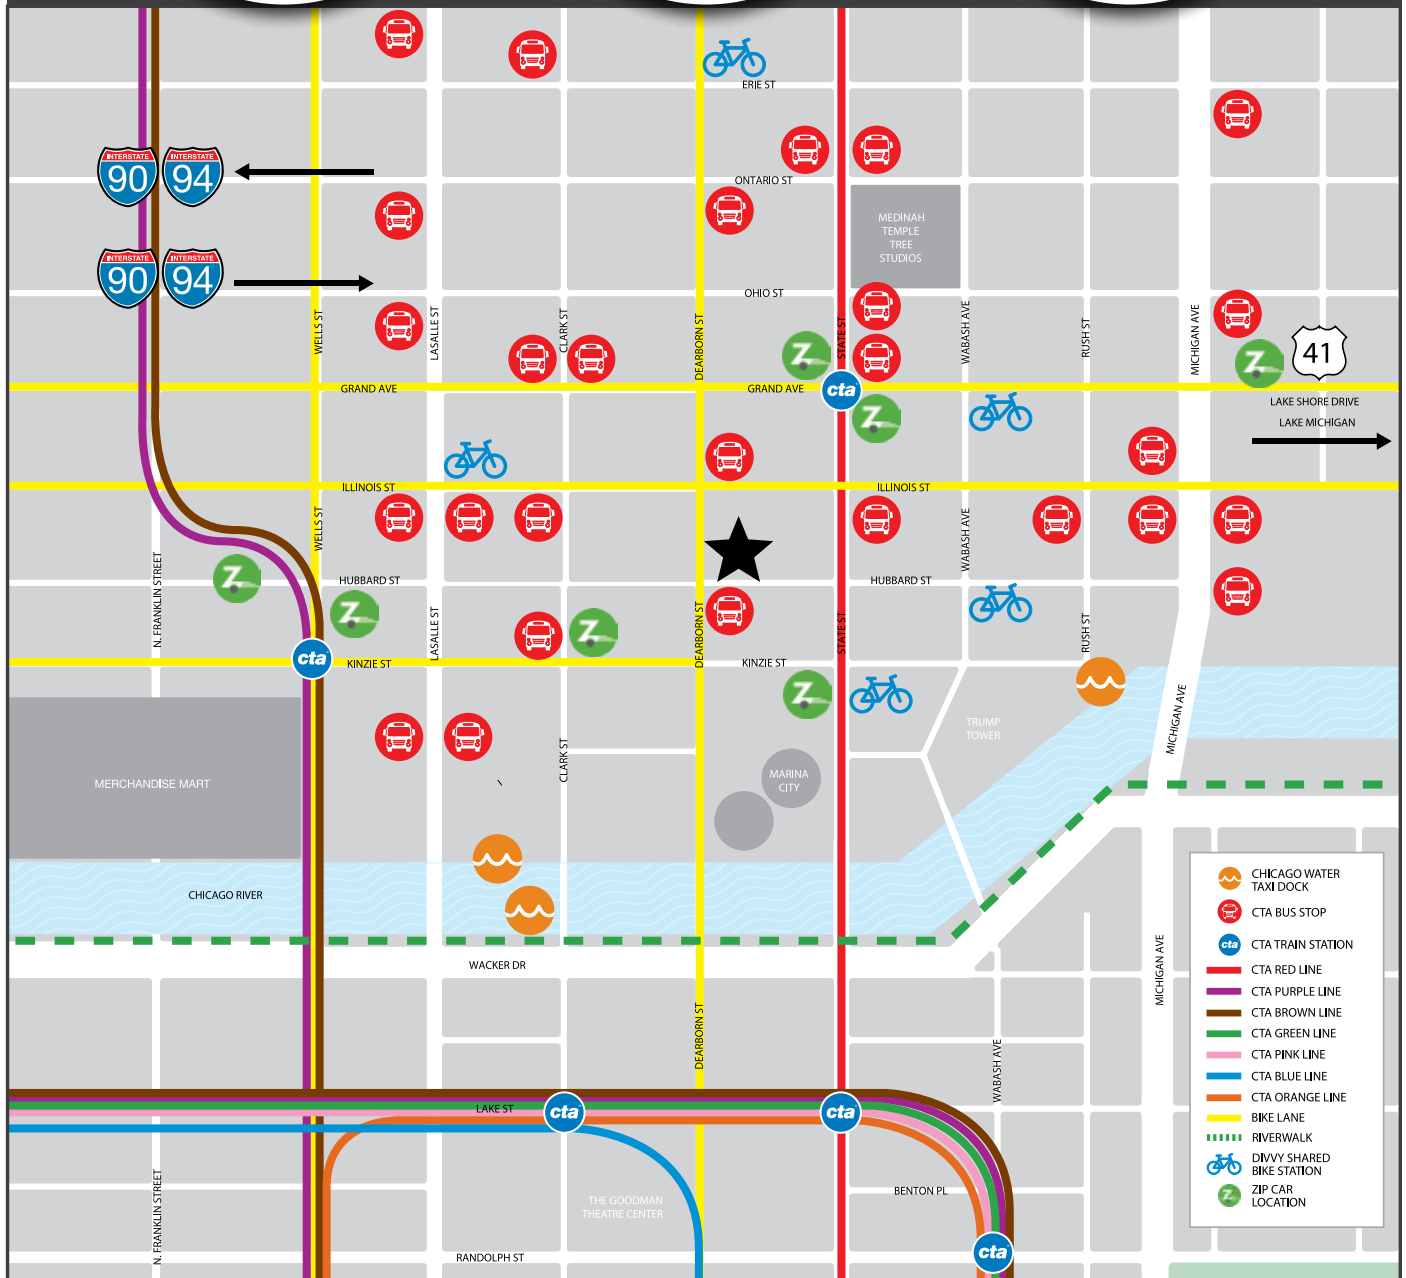 ERIE ST
INTERSTATE
90
INTERSTATE
94
ONTARIO ST
MEDINAH
TEMPLE
TREE
STUDIOS
INTERSTATE
90
INTERSTATE
94
OHIO ST
WELLS ST
LASALLE ST
CLARK ST
DEARBORN ST
STATE ST
WABASH AVE
RUSH ST
MICHIGAN AVE
41
Z
Z
GRAND AVE
GRAND AVE
cta
Z
LAKE SHORE DRIVE
LAKE MICHIGAN
ILLINOIS ST
ILLINOIS ST
WELLS ST
WABASH AVE
N. FRANKLIN STREET
Z
HUBBARD ST
HUBBARD ST
Z
LASALLE ST
Z
DEARBORN ST
STATE ST
RUSH ST
cta
KINZIE ST
KINZIE ST
Z
MICHIGAN AVE
TRUMP
TOWER
CLARK ST
MERCHANDISE MART
MARINA
CITY
CHICAGO RIVER
WACKER DR
MICHIGAN AVE
DEARBORN ST
WABASH AVE
LAKE ST
cta
cta
N. FRANKLIN STREET
THE GOODMAN
THEATRE CENTER
BENTON PL
RANDOLPH ST
cta
CHICAGO WATER
TAXI DOCK
CTA BUS STOP
cta
CTA TRAIN STATION
CTA RED LINE
CTA PURPLE LINE
CTA BROWN LINE
CTA GREEN LINE
CTA PINK LINE
CTA BLUE LINE
CTA ORANGE LINE
BIKE LANE
RIVERWALK
DIVVY SHARED
BIKE STATION
Z
ZIP CAR
LOCATION